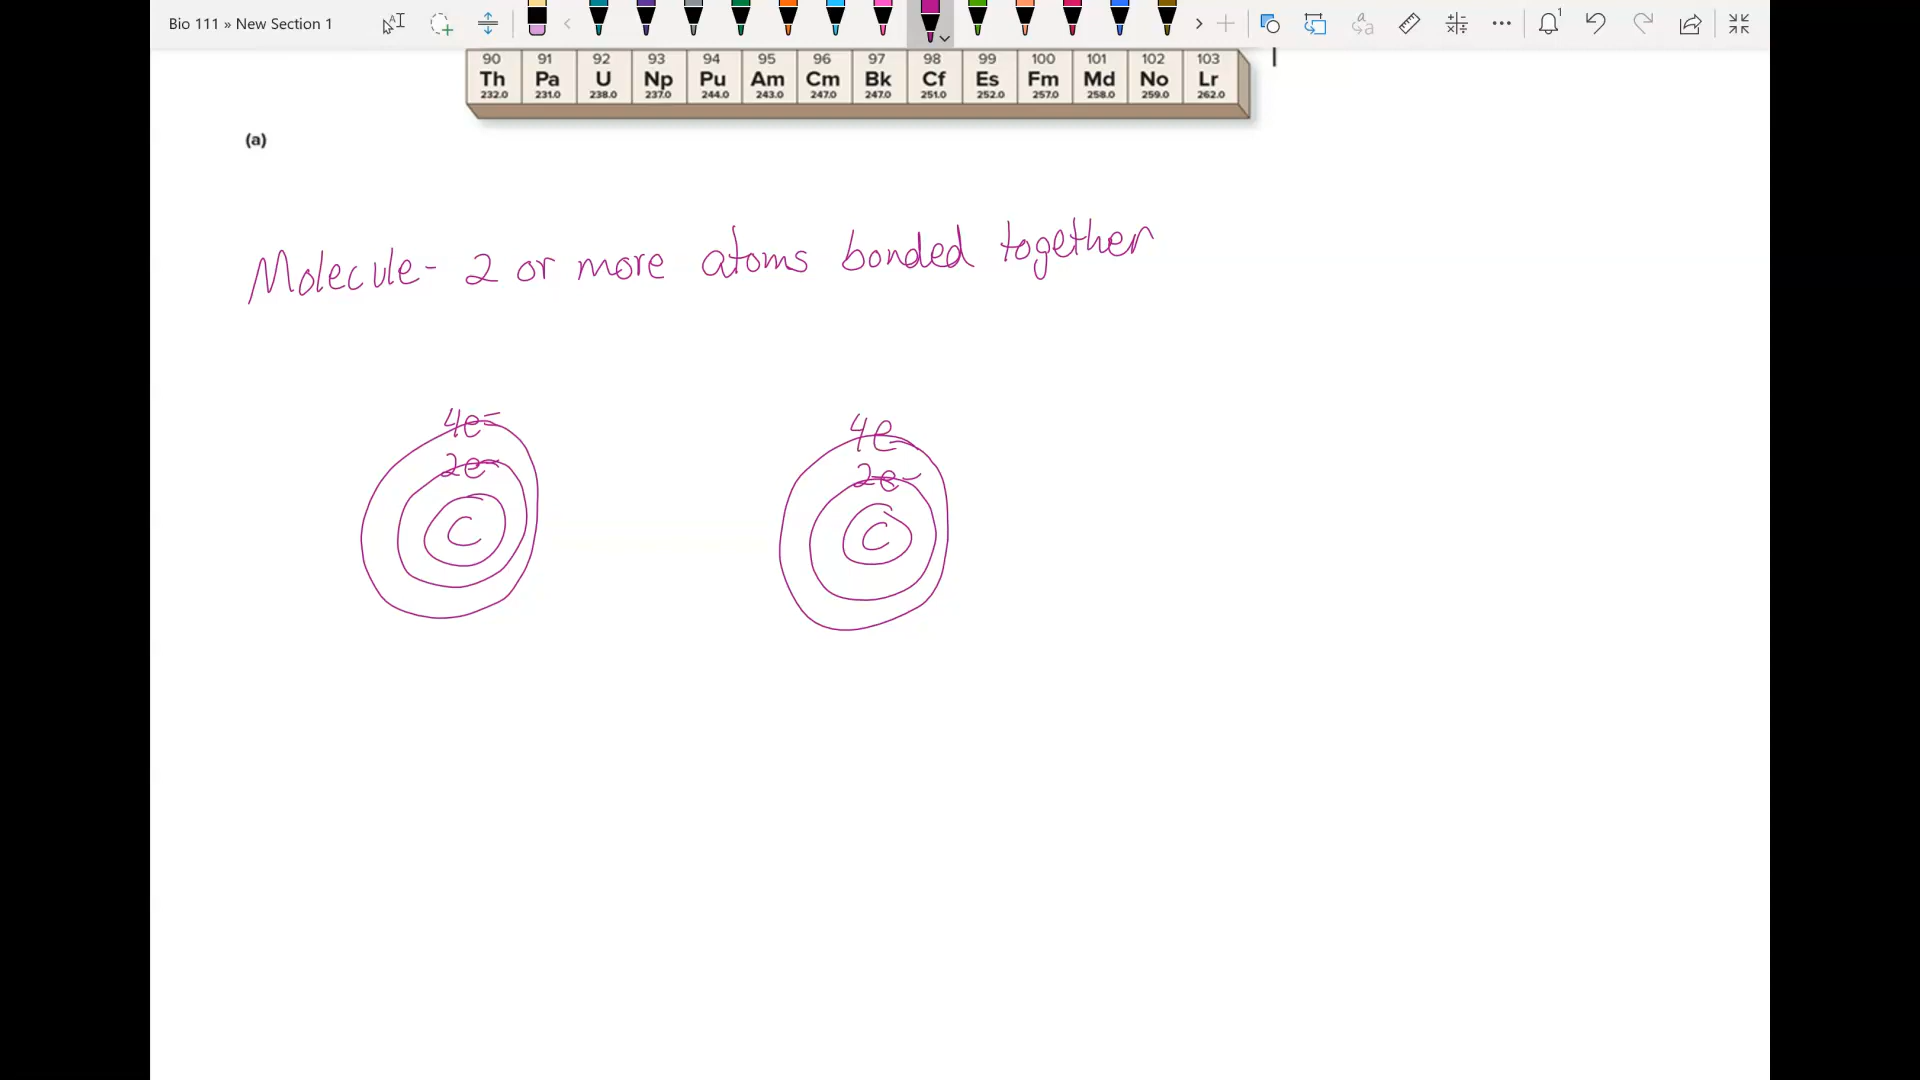 Bio 111 » New Section 1
90 91 92 93 94 95 96 97 98 99 100 101 102 103
Th Pa U Np Pu Am Cm Bk Cf Es Fm Md No Lr
232.0 231.0 238.0 237.0 244.0 243.0 247.0 247.0 251.0 252.0 257.0 258.0 259.0 262.0
(a)
Molecule- 2 or more atoms bonded together
4e- 4e-
2e- 2e-
C C